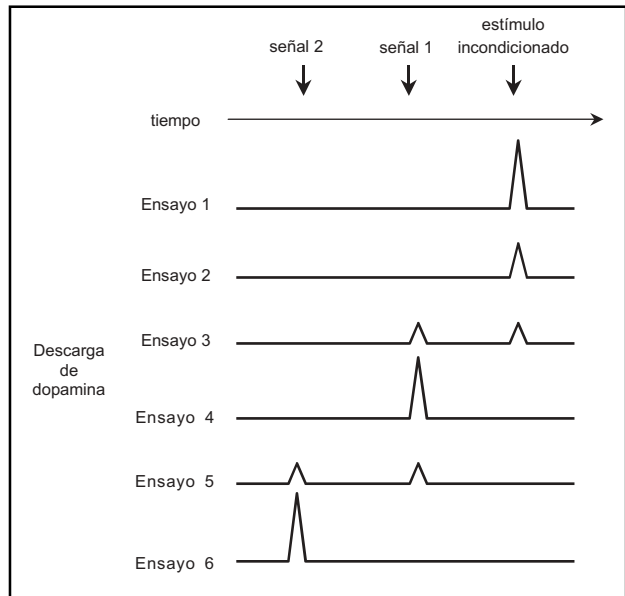 señal 2
señal 1
estímulo
incondicionado
tiempo
Ensayo 1
Ensayo 2
Ensayo 3
Descarga
de
dopamina
Ensayo 4
Ensayo 5
Ensayo 6